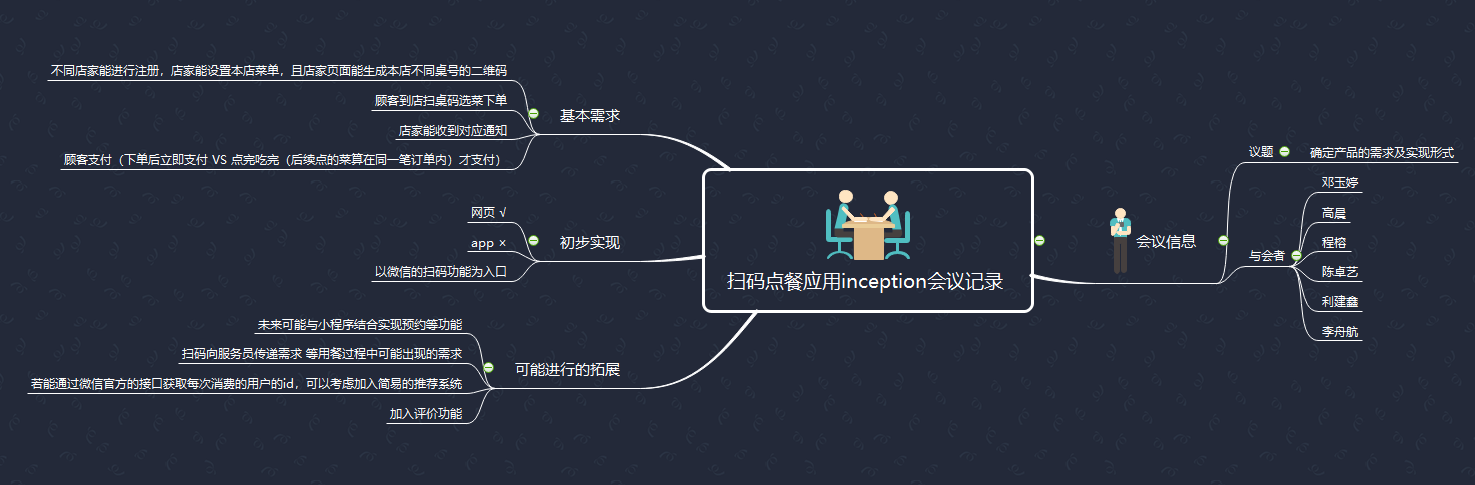 扫码点餐应用inception会议记录
会议信息
议题
确定产品的需求及实现形式
与会者
邓玉婷
高晨
程榕
陈卓艺
利建鑫
李舟航
基本需求
不同店家能进行注册，店家能设置本店菜单，且店家页面能生成本店不同桌号的二维码
顾客到店扫桌码选菜下单
店家能收到对应通知
顾客支付（下单后立即支付 VS 点完吃完（后续点的菜算在同一笔订单内）才支付）
初步实现
网页 √
app ×
以微信的扫码功能为入口
可能进行的拓展
未来可能与小程序结合实现预约等功能
扫码向服务员传递需求 等用餐过程中可能出现的需求
若能通过微信官方的接口获取每次消费的用户的id，可以考虑加入简易的推荐系统
加入评价功能